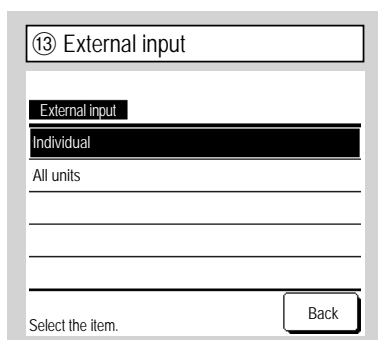 ⑬ External input
External input
Individual
All units
Select the item.
Back